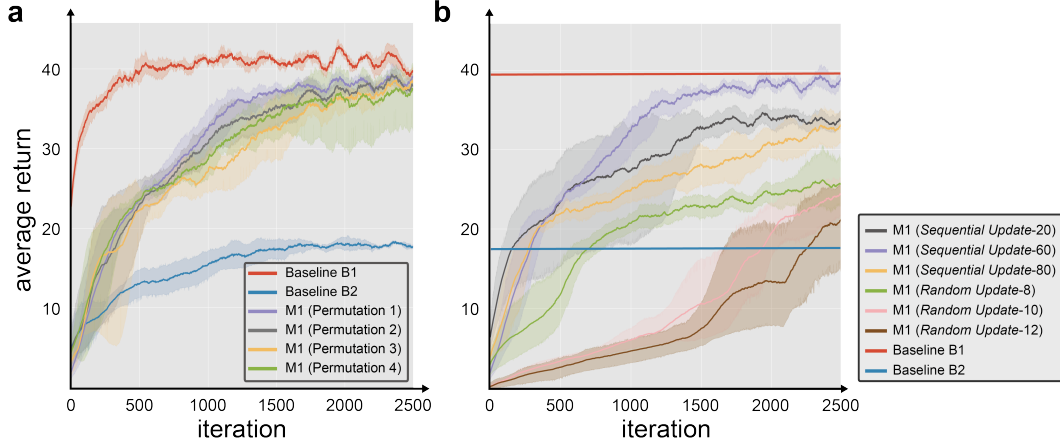 a
average return
40
30
20
10
0
500
1000
1500
2000
2500
iteration
Baseline B1
Baseline B2
M1 (Permutation 1)
M1 (Permutation 2)
M1 (Permutation 3)
M1 (Permutation 4)
b
40
30
20
10
0
500
1000
1500
2000
2500
iteration
M1 (Sequential Update-20)
M1 (Sequential Update-60)
M1 (Sequential Update-80)
M1 (Random Update-8)
M1 (Random Update-10)
M1 (Random Update-12)
Baseline B1
Baseline B2